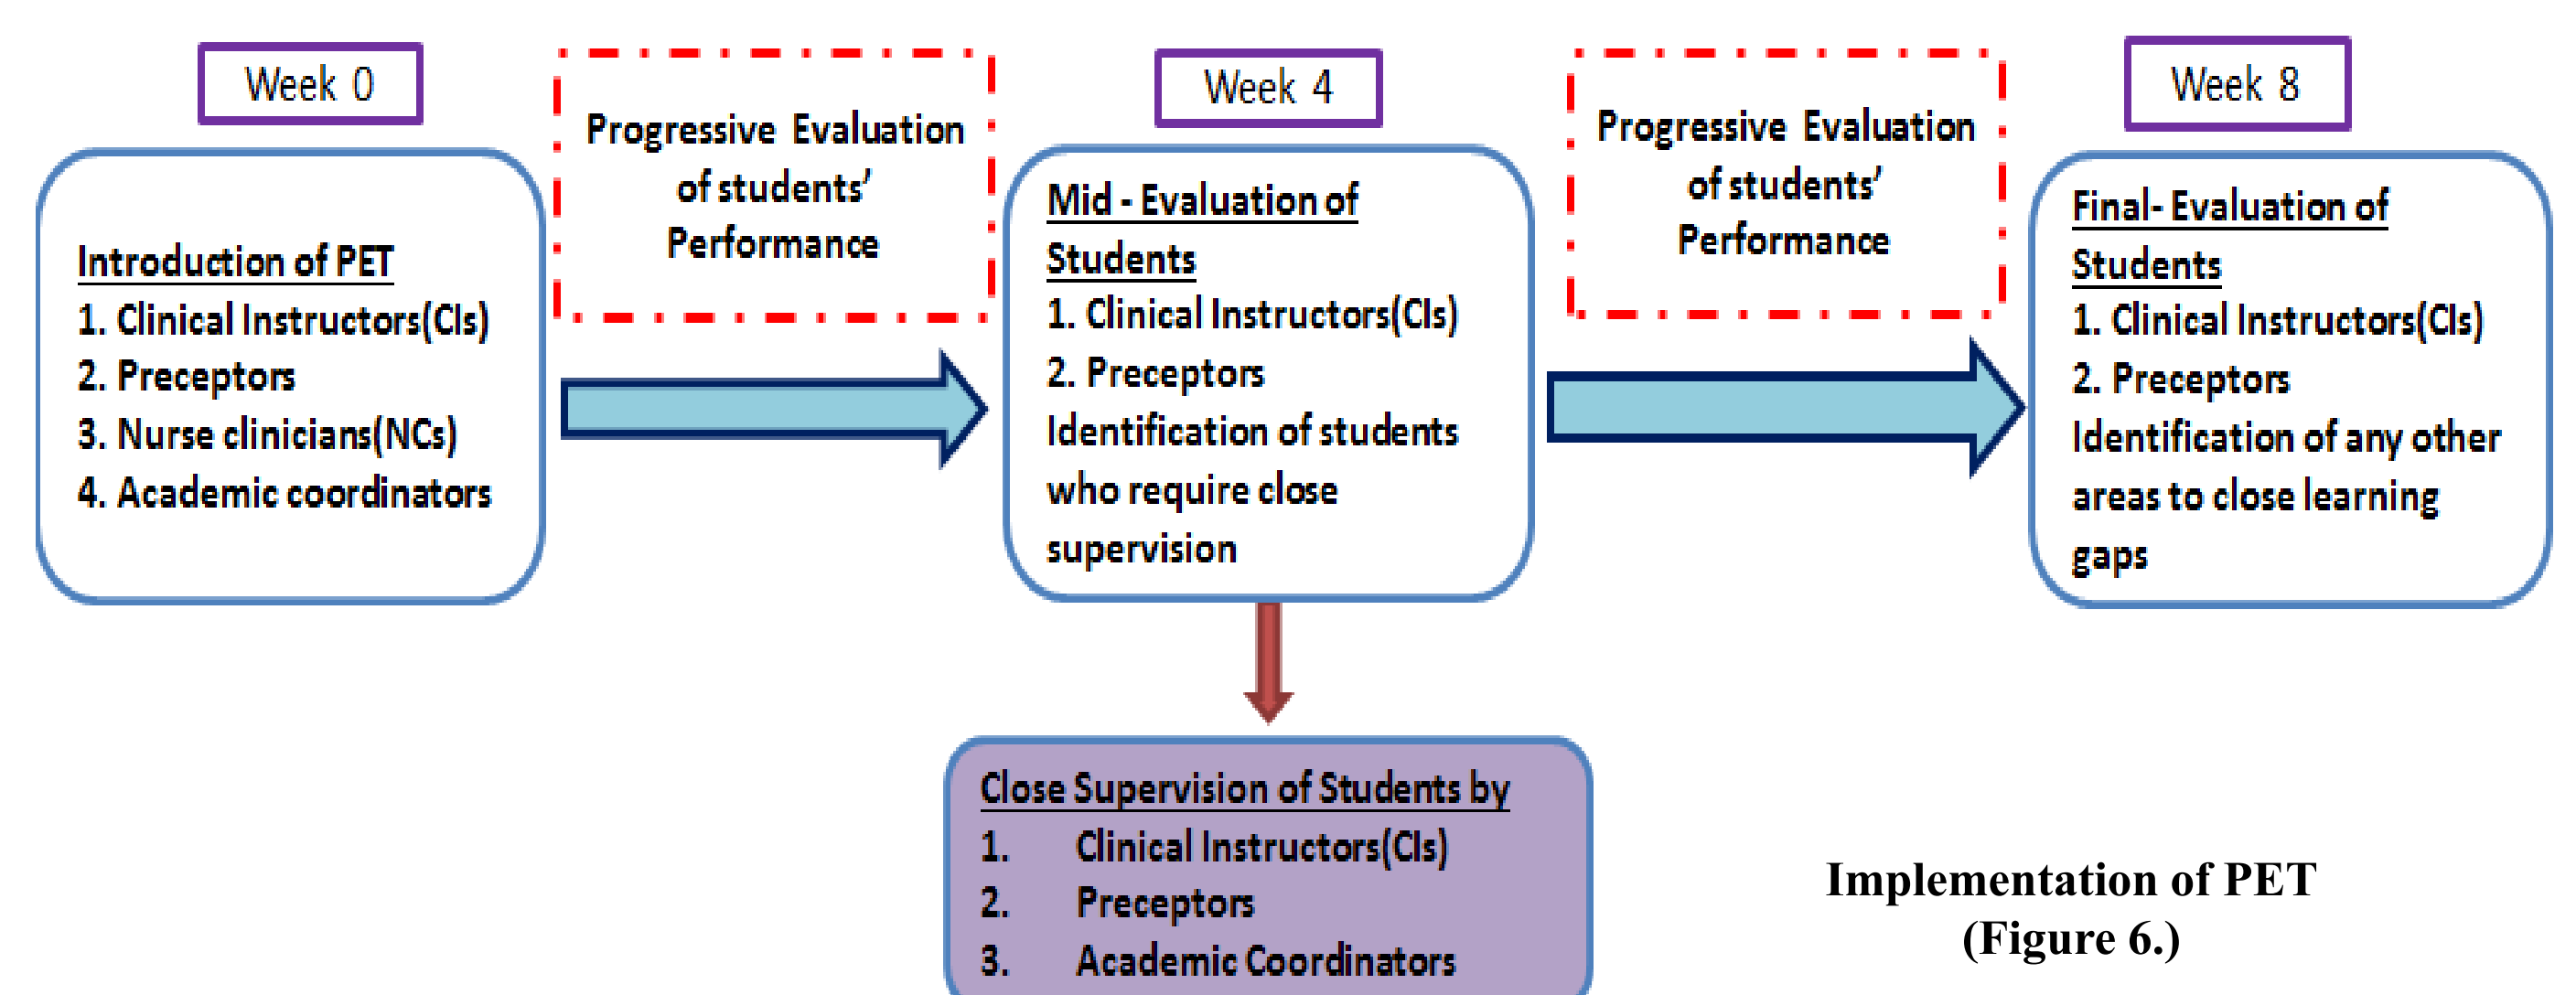 Week 0
Introduction of PET
1. Clinical Instructors(CIs)
2. Preceptors
3. Nurse clinicians(NCs)
4. Academic coordinators
Progressive Evaluation
of students’
Performance
Week 4
Mid - Evaluation of
Students
1. Clinical Instructors(CIs)
2. Preceptors
Identification of students
who require close
supervision
Progressive Evaluation
of students’
Performance
Week 8
Final- Evaluation of
Students
1. Clinical Instructors(CIs)
2. Preceptors
Identification of any other
areas to close learning
gaps
Close Supervision of Students by
1. Clinical Instructors(CIs)
2. Preceptors
3. Academic Coordinators
Implementation of PET
(Figure 6.)